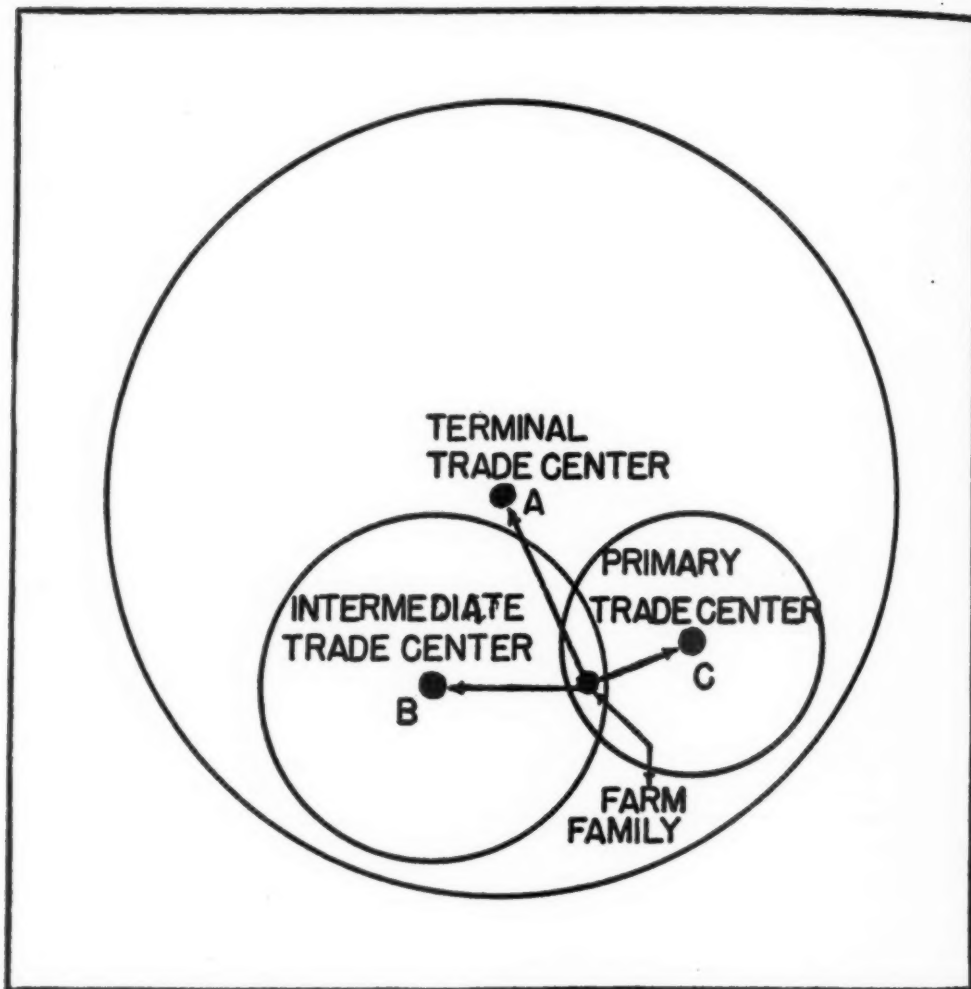 TERMINAL
TRADE CENTER
A
PRIMARY
TRADE CENTER
C
INTERMEDIATE
TRADE CENTER
B
FARM
FAMILY